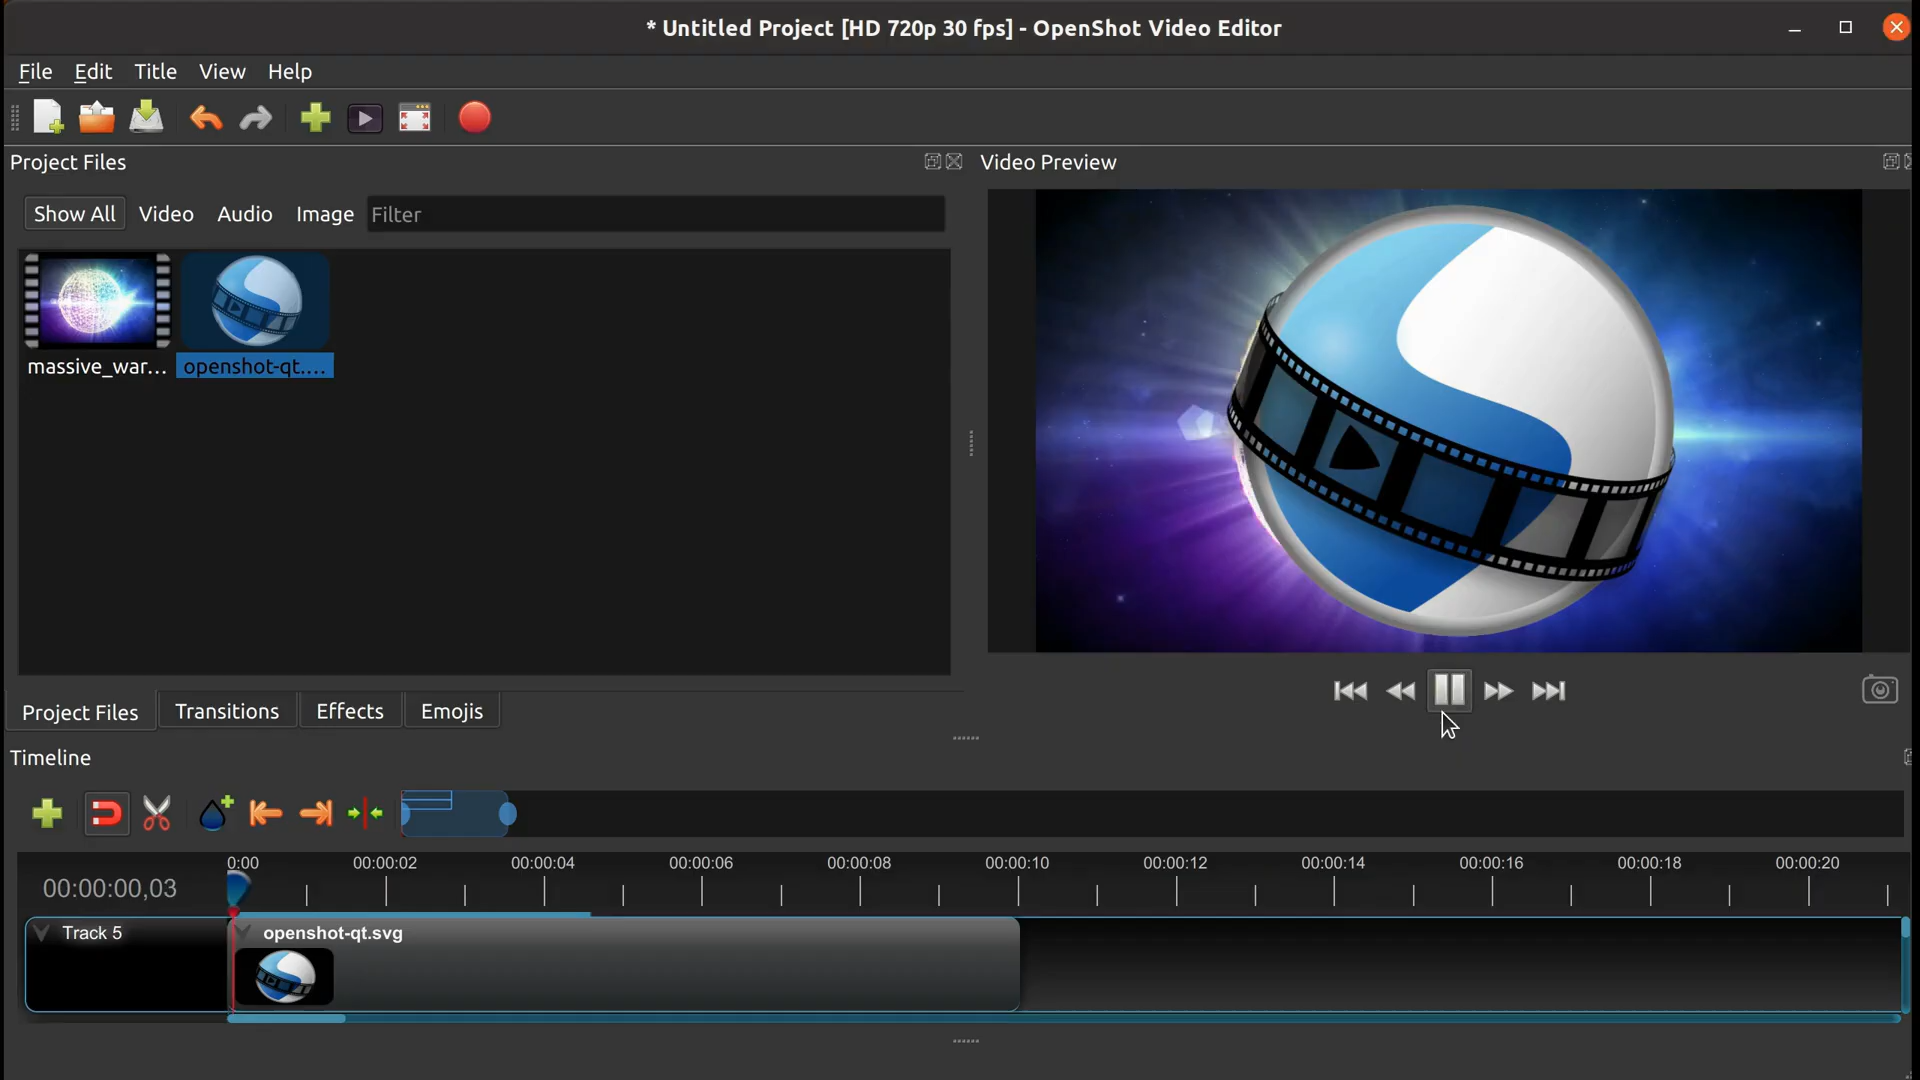 * Untitled Project [HD 720p 30 fps] - OpenShot Video Editor
File Edit Title View Help
Project Files
Video Preview
Show All Video Audio Image Filter
massive_war... openshot-qt....
Project Files Transitions Effects Emojis
Timeline
0:00 00:00:02 00:00:04 00:00:06 00:00:08 00:00:10 00:00:12 00:00:14 00:00:16 00:00:18 00:00:20
00:00:00,03
Track 5 openshot-qt.svg